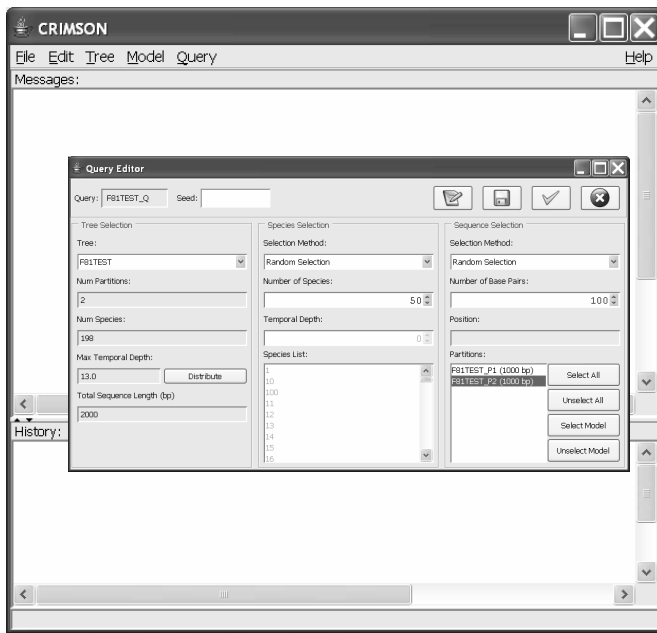 CRIMSON
File Edit Tree Model Query Help
Messages:
Query Editor
Query: F81TEST_Q Seed:
Tree Selection
Tree:
F81TEST
Num Partitions:
2
Num Species:
198
Max Temporal Depth:
13.0 Distribute
Total Sequence Length (bp)
2000
Species Selection
Selection Method:
Random Selection
Number of Species:
50
Temporal Depth:
0
Species List:
1
10
100
11
12
13
14
15
16
Sequence Selection
Selection Method:
Random Selection
Number of Base Pairs:
100
Position:
Partitions:
F81TEST_P1 (1000 bp)
F81TEST_P2 (1000 bp)
Select All
Unselect All
Select Model
Unselect Model
History: